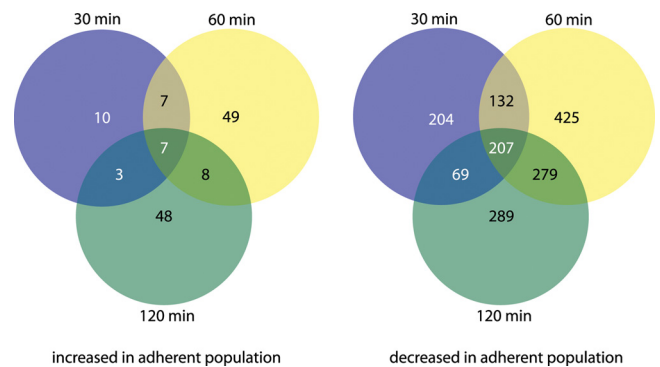 30 min 60 min
7
10 49
7
3 8
48
120 min
increased in adherent population
30 min 60 min
132
204 425
207
69 279
289
120 min
decreased in adherent population